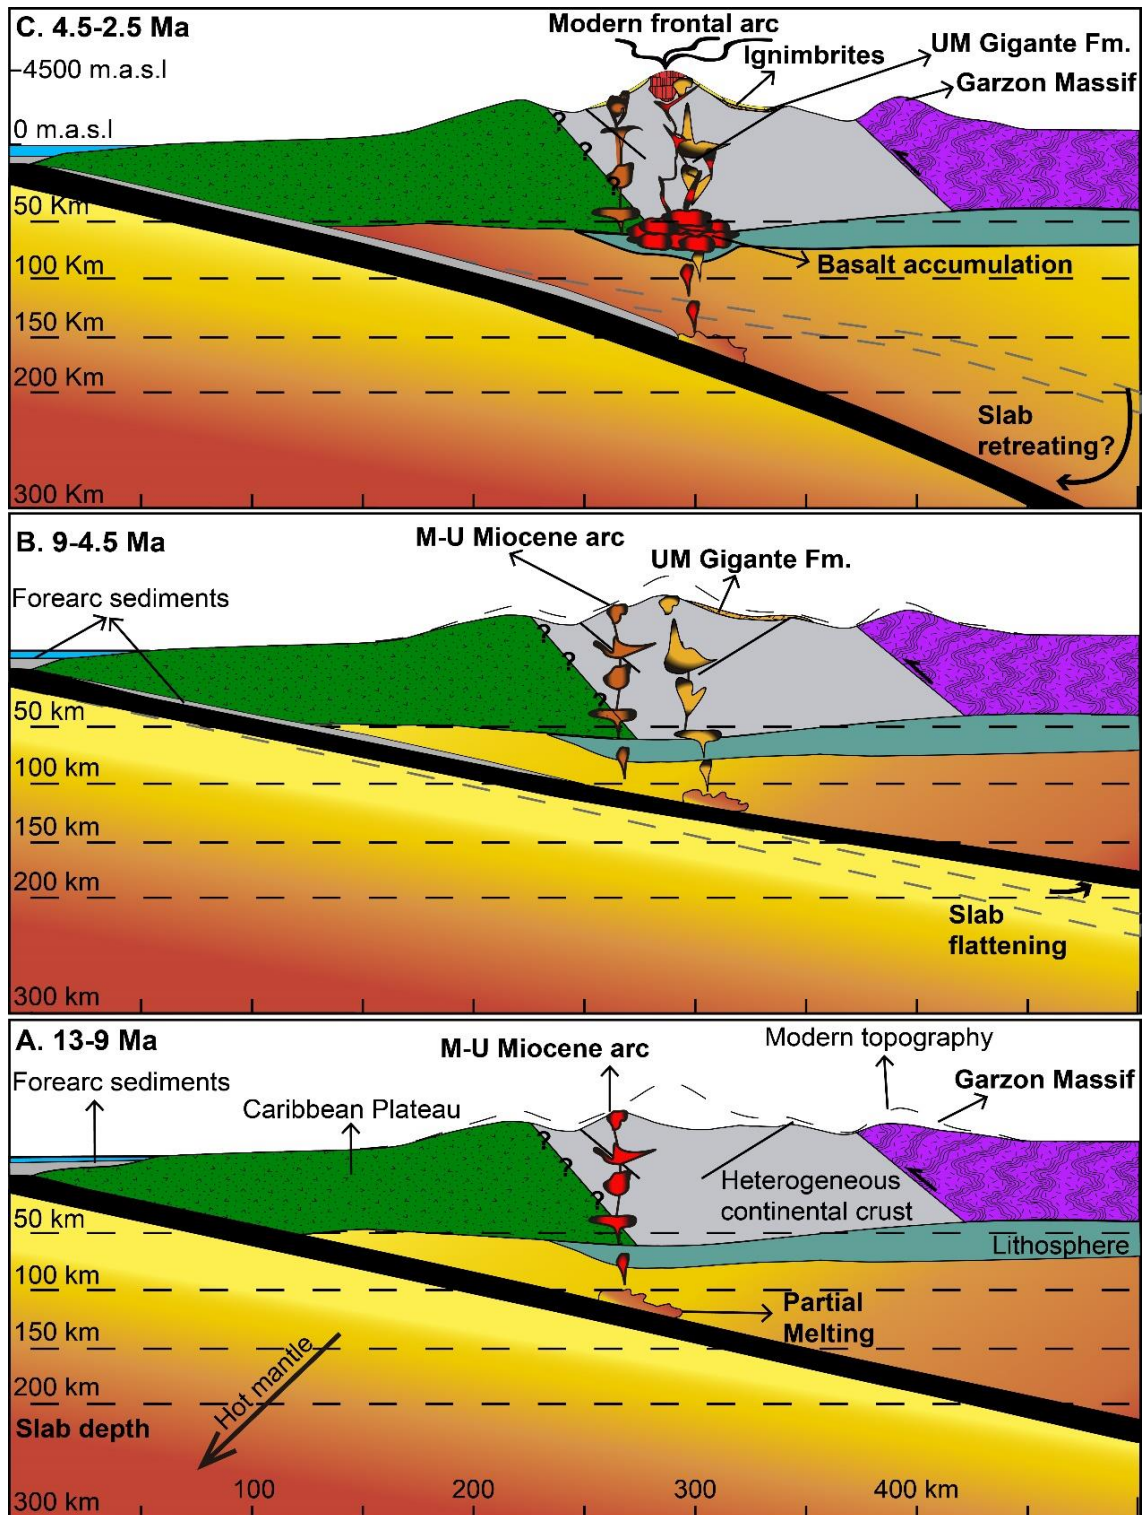 C. 4.5-2.5 Ma
Modern frontal arc
UM Gigante Fm.
Ignimbrites
4500 m.a.s.l
Garzon Massif
0 m.a.s.l
?
?
?
50 Km
100 Km
Basalt accumulation
150 Km
200 Km
Slab
retreating?
300 Km
B. 9-4.5 Ma
M-U Miocene arc
UM Gigante Fm.
Forearc sediments
?
?
?
50 km
100 km
150 km
200 km
Slab
flattening
300 km
A. 13-9 Ma
M-U Miocene arc
Modern topography
Forearc sediments
Garzon Massif
Caribbean Plateau
?
?
?
Heterogeneous
continental crust
50 km
Lithosphere
100 km
Partial
Melting
150 km
Hot mantle
200 km
Slab depth
100
200
300
400 km
300 km